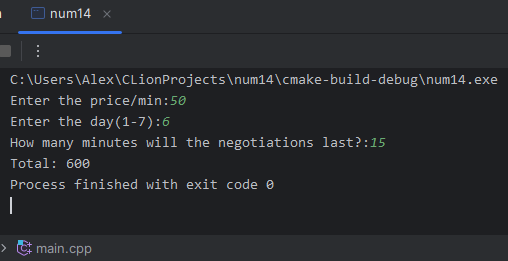 num14
C:\Users\Alex\CLionProjects\num14\cmake-build-debug\num14.exe
Enter the price/min:50
Enter the day(1-7):6
How many minutes will the negotiations last?:15
Total: 600
Process finished with exit code 0
main.cpp